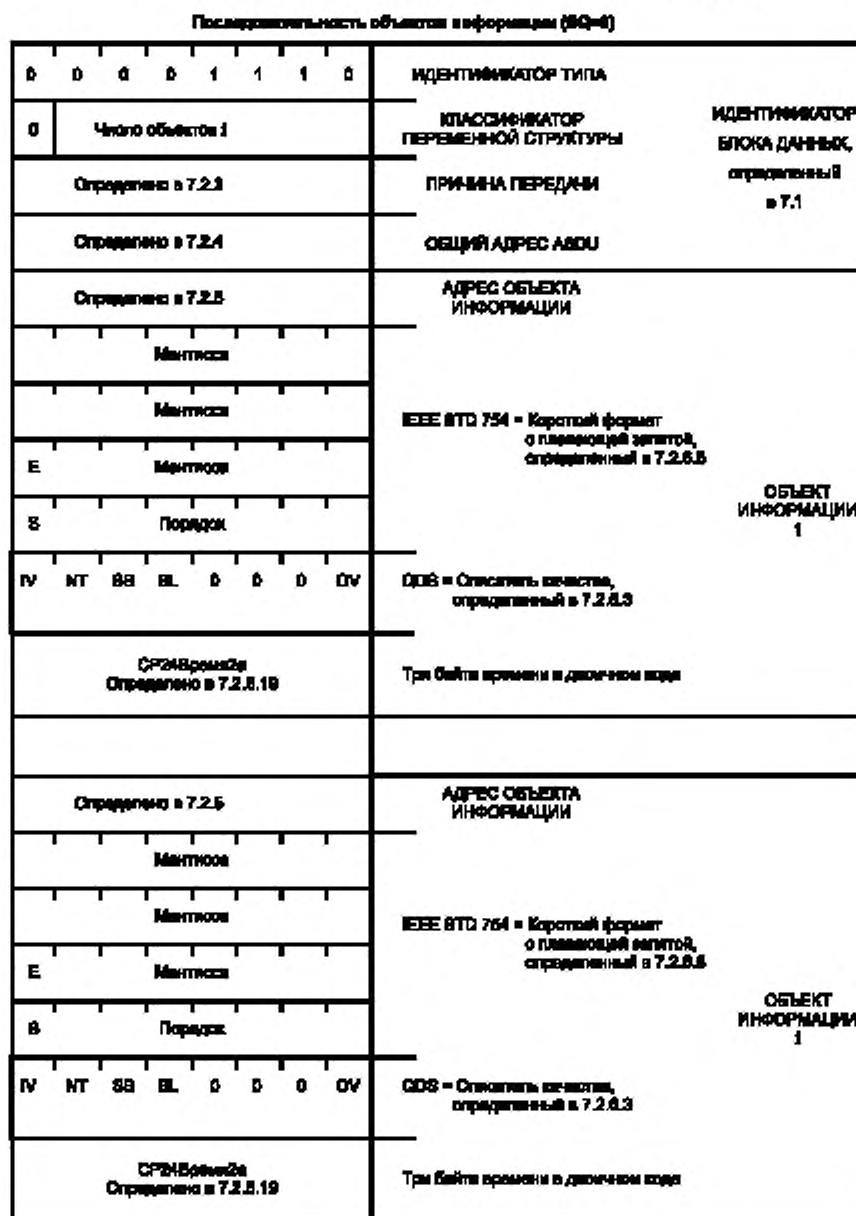 Последовательность объектов информации (SQ=0)
0 0 0 0 1 1 1 0
ИДЕНТИФИКАТОР ТИПА
0 Число объектов i
КЛАССИФИКАТОР
ПЕРЕМЕННОЙ СТРУКТУРЫ
ИДЕНТИФИКАТОР
БЛОКА ДАННЫХ,
определенный
в 7.1
Определено в 7.2.3
ПРИЧИНА ПЕРЕДАЧИ
Определено в 7.2.4
ОБЩИЙ АДРЕС ASDU
Определено в 7.2.5
АДРЕС ОБЪЕКТА
ИНФОРМАЦИИ
Мантисса
Мантисса
E Мантисса
S Порядок
IEEE STD 754 = Короткий формат
с плавающей запятой,
определенный в 7.2.6.8
ОБЪЕКТ
ИНФОРМАЦИИ
1
IV NT SB BL 0 0 0 OV
QDS = Описатель качества,
определенный в 7.2.6.3
CP24Время2а
Определено в 7.2.6.19
Три байта времени в двоичном коде
Определено в 7.2.5
АДРЕС ОБЪЕКТА
ИНФОРМАЦИИ
Мантисса
Мантисса
E Мантисса
S Порядок
IEEE STD 754 = Короткий формат
с плавающей запятой,
определенный в 7.2.6.8
ОБЪЕКТ
ИНФОРМАЦИИ
i
IV NT SB BL 0 0 0 OV
QDS = Описатель качества,
определенный в 7.2.6.3
CP24Время2а
Определено в 7.2.6.19
Три байта времени в двоичном коде